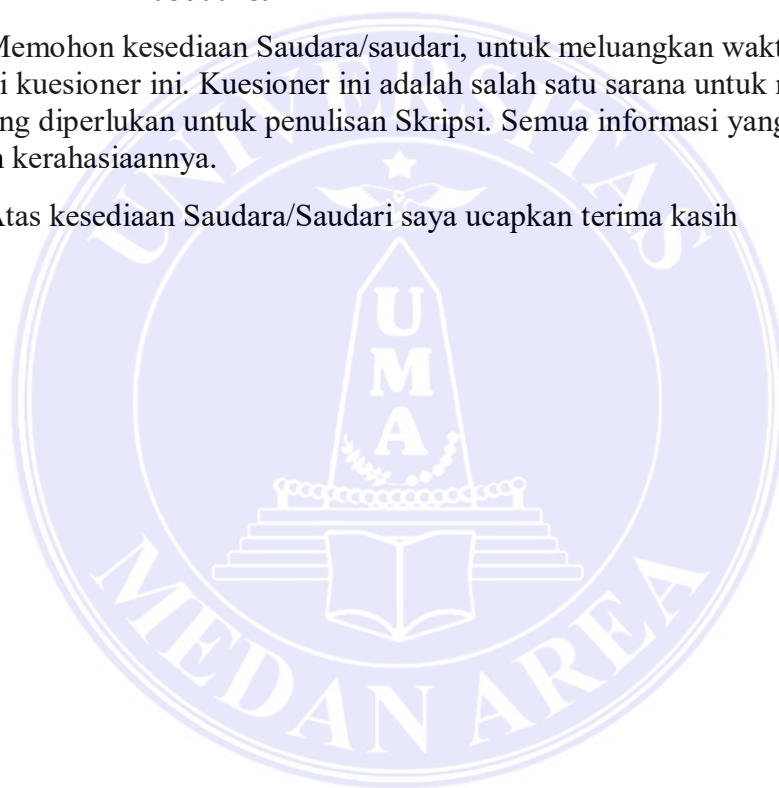 Memohon kesediaan Saudara/saudari, untuk meluangkan wakt
i kuesioner ini. Kuesioner ini adalah salah satu sarana untuk
ng diperlukan untuk penulisan Skripsi. Semua informasi yang
n kerahasiaannya.
Atas kesediaan Saudara/Saudari saya ucapkan terima kasih
UNIVERSITAS
UMA
MEDAN AREA